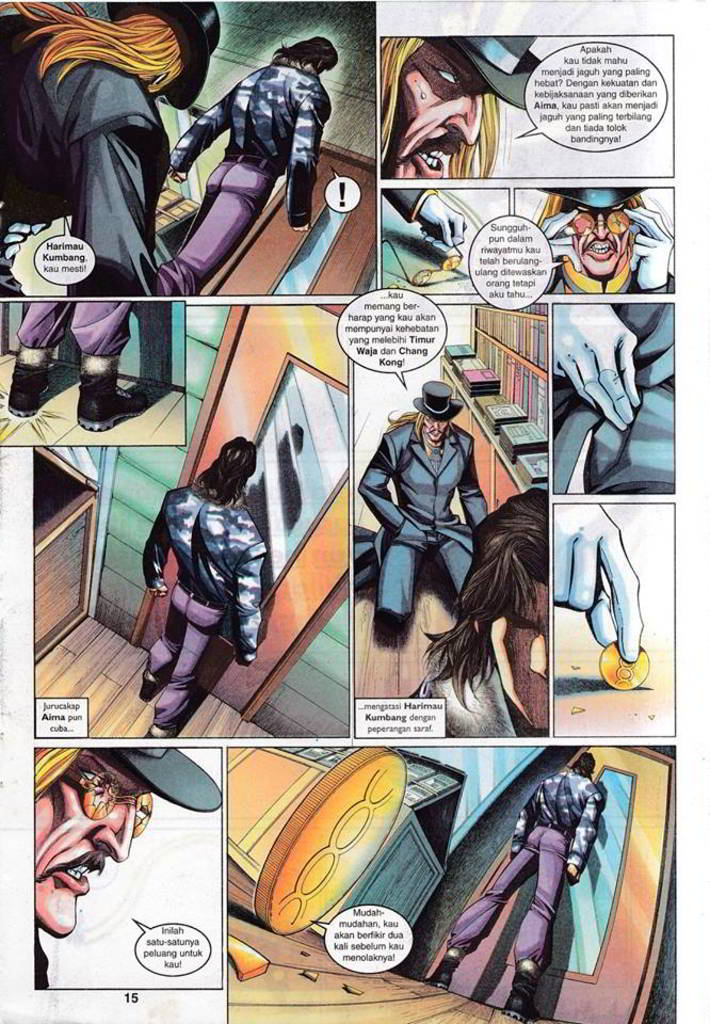 Harimau
Kumbang,
kau mesti!
!
Apakah
kau tidak mahu
menjadi jaguh yang paling
hebat? Dengan kekuatan dan
kebijaksanaan yang diberikan
Aima, kau pasti akan menjadi
jaguh yang paling terbilang
dan tiada tolok
bandingnya!
Sungguh-
pun dalam
pertarunganmu kau
telah berulang-
ulang ditewaskan
orang tetapi
aku tahu...
...kau
memang ber-
harap yang kau akan
mempunyai kehebatan
yang melebihi Timur
Waja dan Chang
Kong!
Jurucakap
Aima pun
cuba...
...mengatasi Harimau
Kumbang dengan
peperangan saraf.
Inilah
satu-satunya
peluang untuk
kau!
Mudah-
mudahan, kau
akan berfikir dua
kali sebelum kau
menolaknya!
15